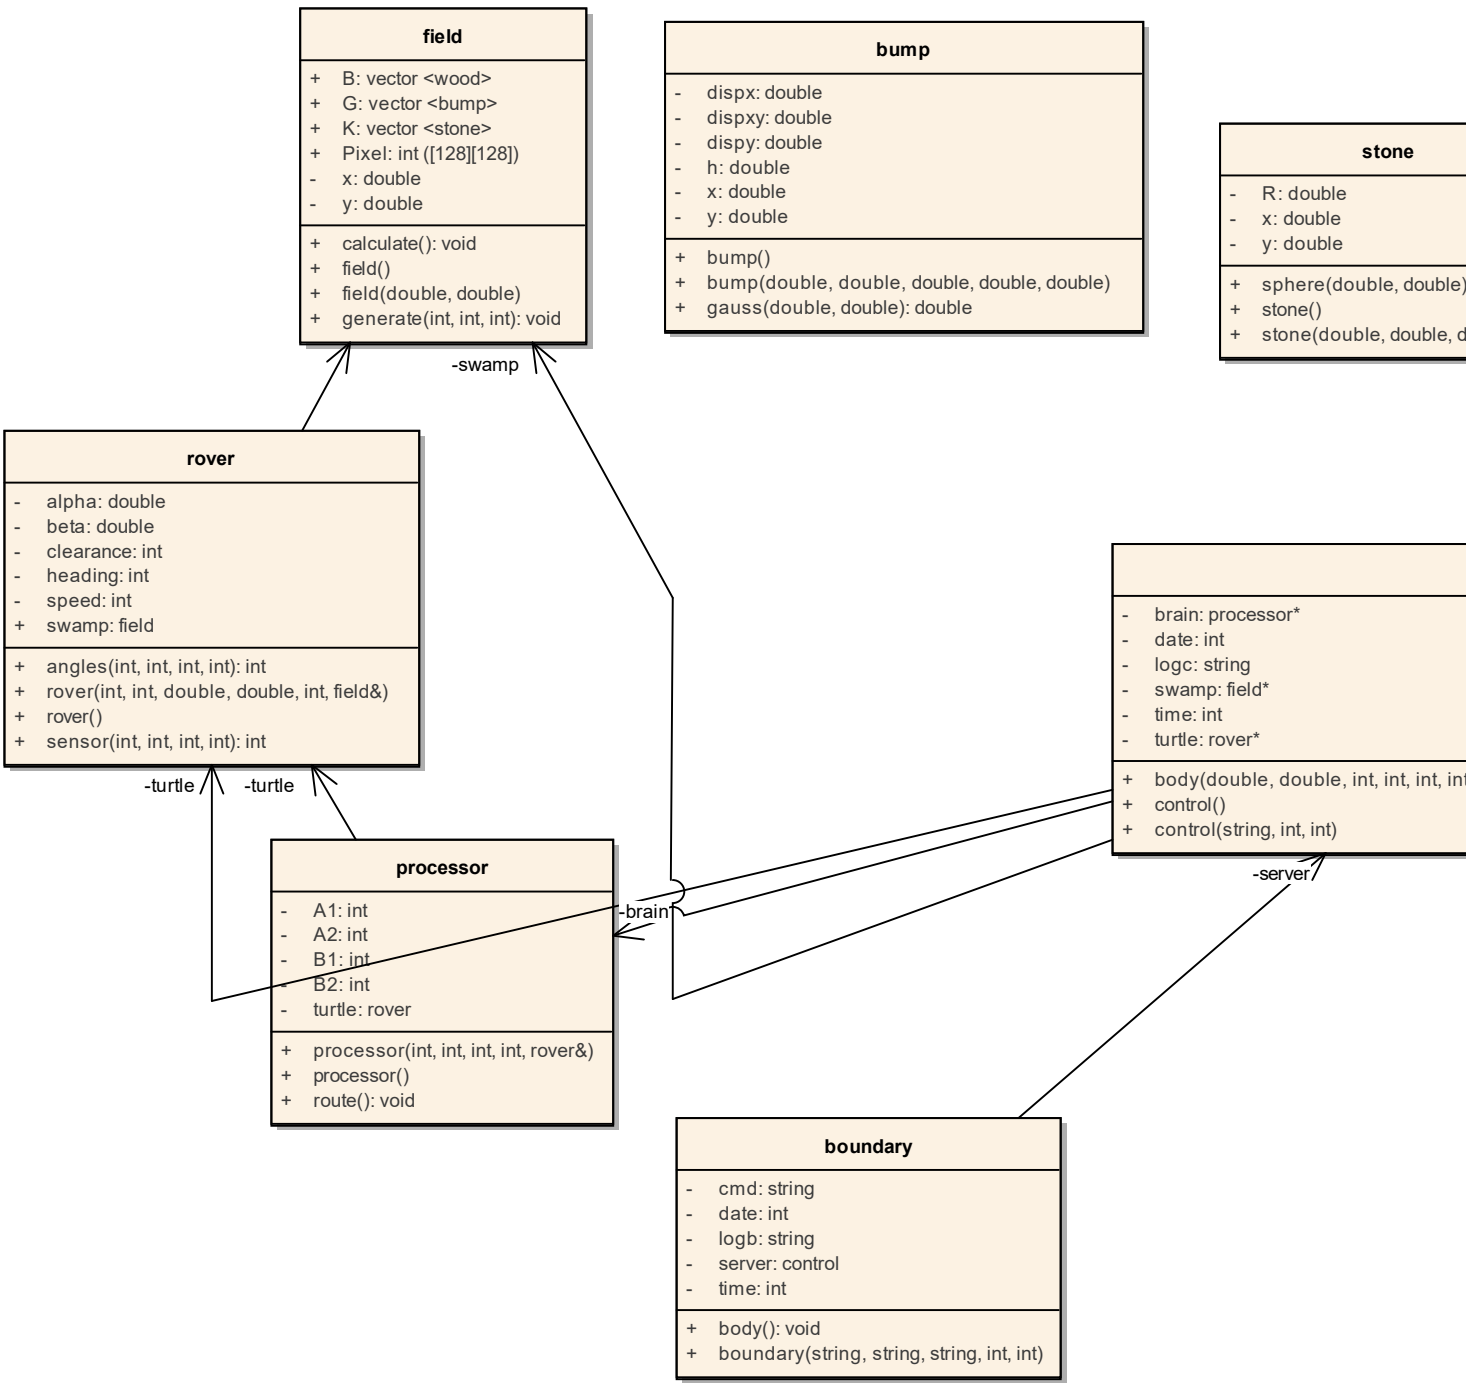 field
+ B: vector <wood>
+ G: vector <bump>
+ K: vector <stone>
+ Pixel: int ([128][128])
- x: double
- y: double
+ calculate(): void
+ field()
+ field(double, double)
+ generate(int, int, int): void
bump
- dispx: double
- dispxy: double
- dispy: double
- h: double
- x: double
- y: double
+ bump()
+ bump(double, double, double, double, double)
+ gauss(double, double): double
stone
- R: double
- x: double
- y: double
+ sphere(double, double)
+ stone()
+ stone(double, double, d
-swamp
rover
- alpha: double
- beta: double
- clearance: int
- heading: int
- speed: int
+ swamp: field
+ angles(int, int, int, int): int
+ rover(int, int, double, double, int, field&)
+ rover()
+ sensor(int, int, int, int): int
- brain: processor*
- date: int
- logc: string
- swamp: field*
- time: int
- turtle: rover*
+ body(double, double, int, int, int, int
+ control()
+ control(string, int, int)
-turtle -turtle
-brain
-server
processor
- A1: int
- A2: int
- B1: int
- B2: int
- turtle: rover
+ processor(int, int, int, int, rover&)
+ processor()
+ route(): void
boundary
- cmd: string
- date: int
- logb: string
- server: control
- time: int
+ body(): void
+ boundary(string, string, string, int, int)